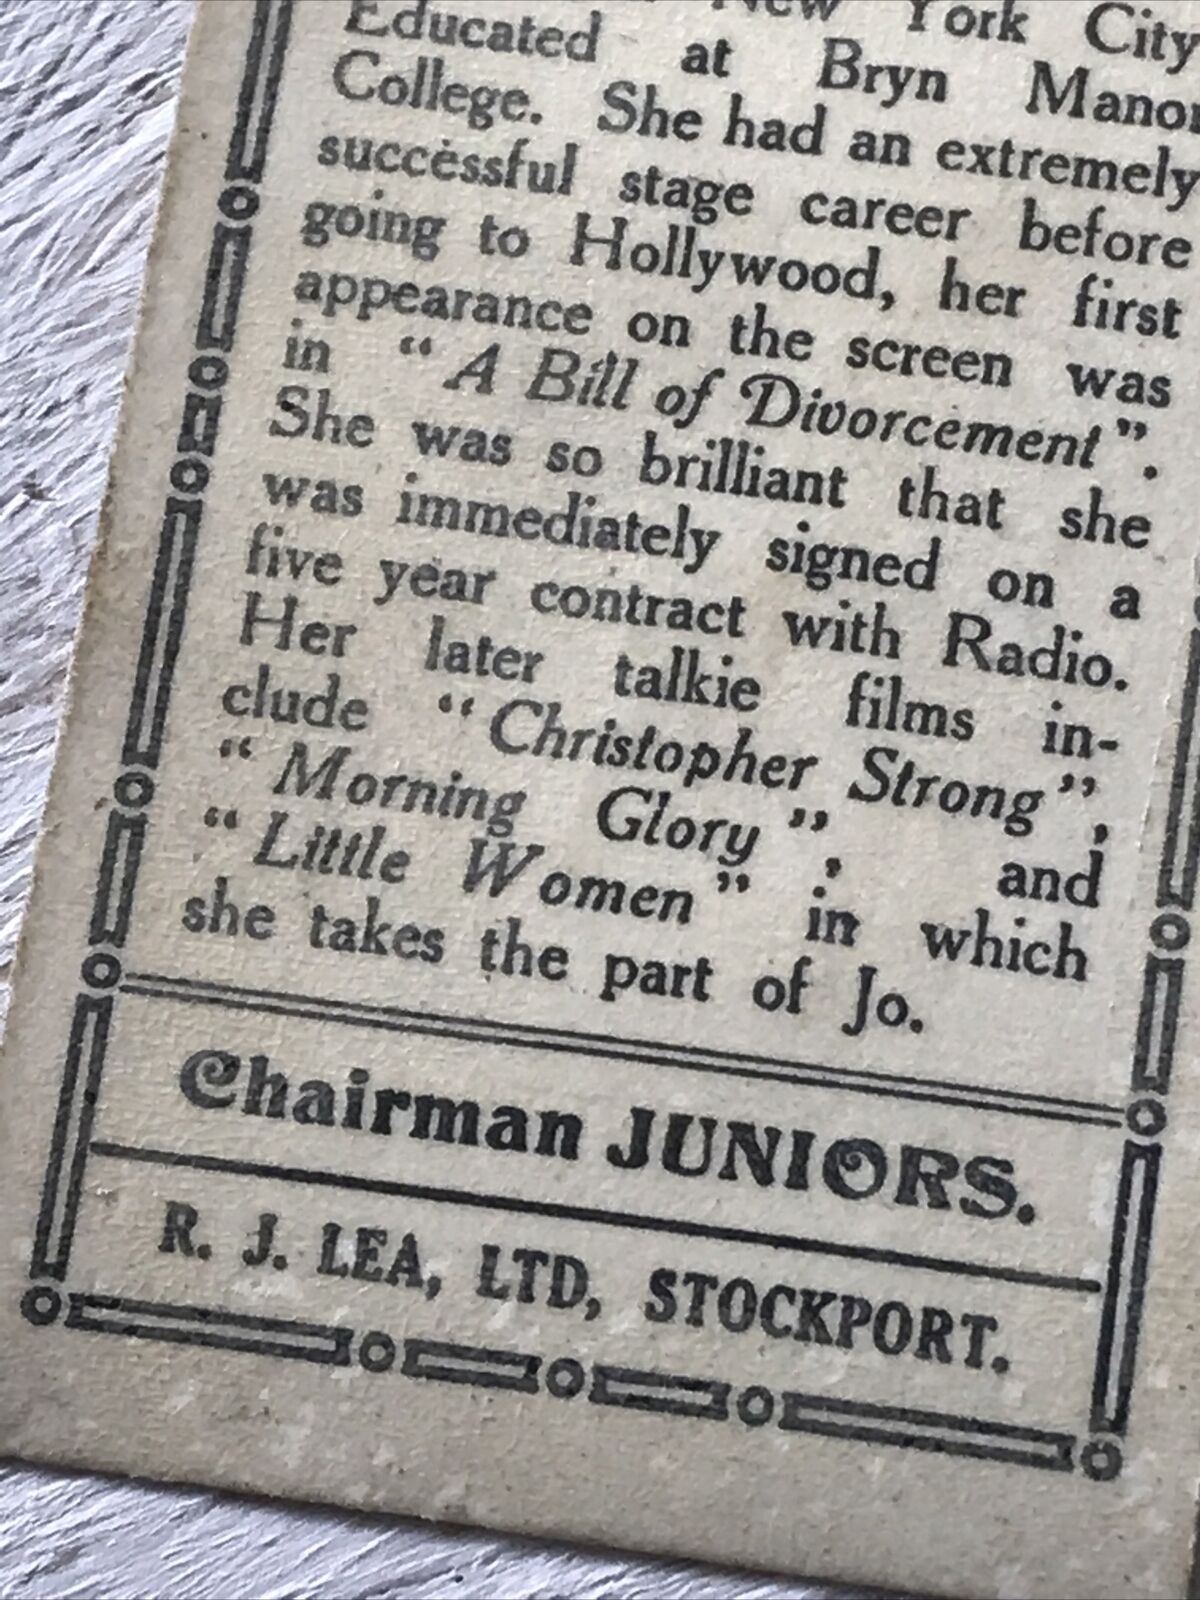 New York City
Educated at Bryn Manor
College. She had an extremely
successful stage career before
going to Hollywood, her first
appearance on the screen was
in “A Bill of Divorcement”.
She was so brilliant that she
was immediately signed on a
five year contract with Radio.
Her later talkie films in-
clude “Christopher Strong”,
“Morning Glory”, and
“Little Women” in which
she takes the part of Jo.
Chairman JUNIORS.
R. J. LEA, LTD, STOCKPORT.